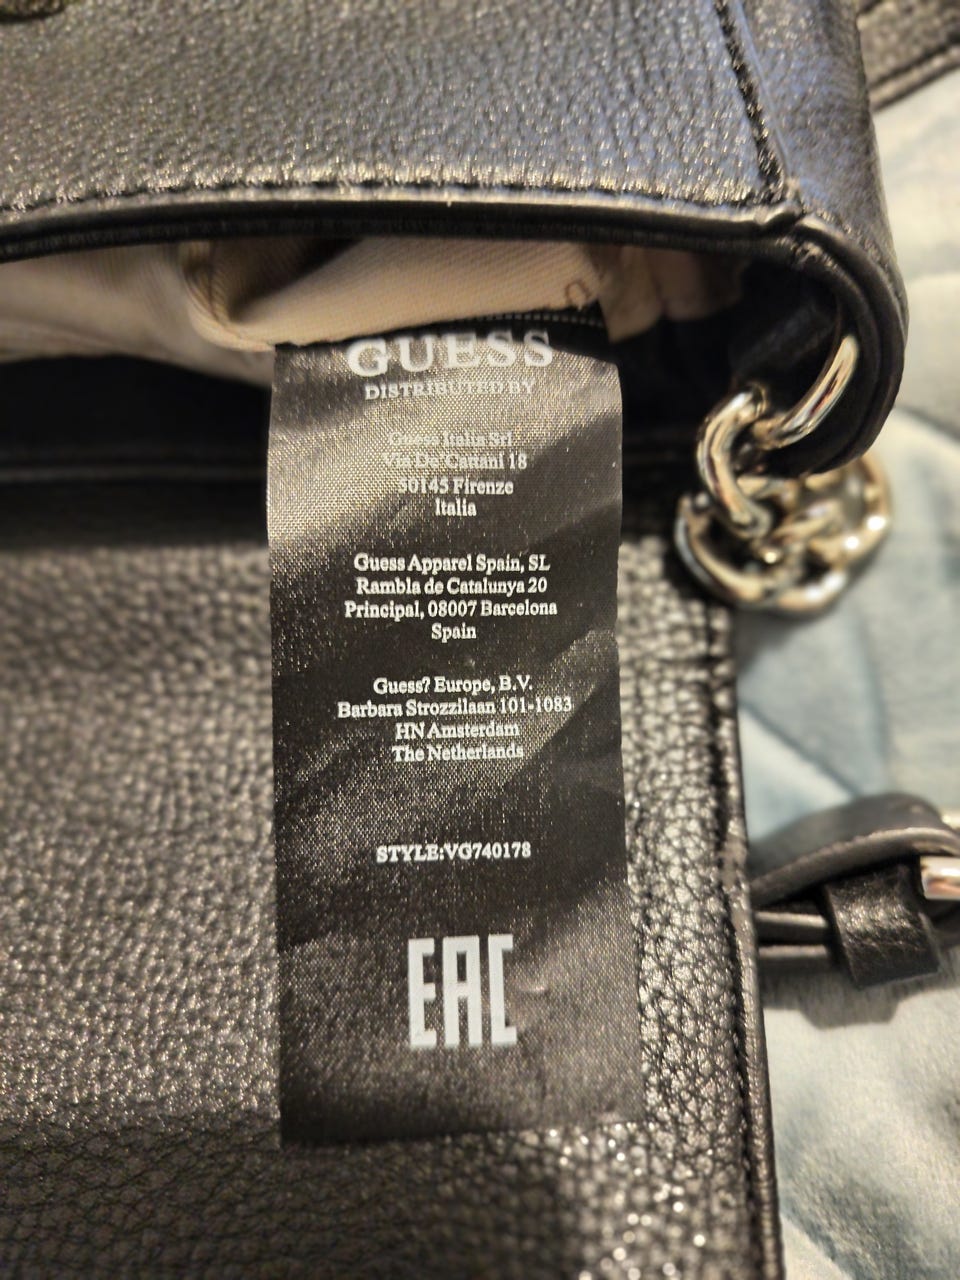 GUESS
DISTRIBUTED BY
Guess Italia Srl
Via De'Cattani 18
50145 Firenze
Italia
Guess Apparel Spain, SL
Rambla de Catalunya 20
Principal, 08007 Barcelona
Spain
Guess? Europe, B.V.
Barbara Strozzilaan 101-1083
HN Amsterdam
The Netherlands
STYLE:VG740178
EAC